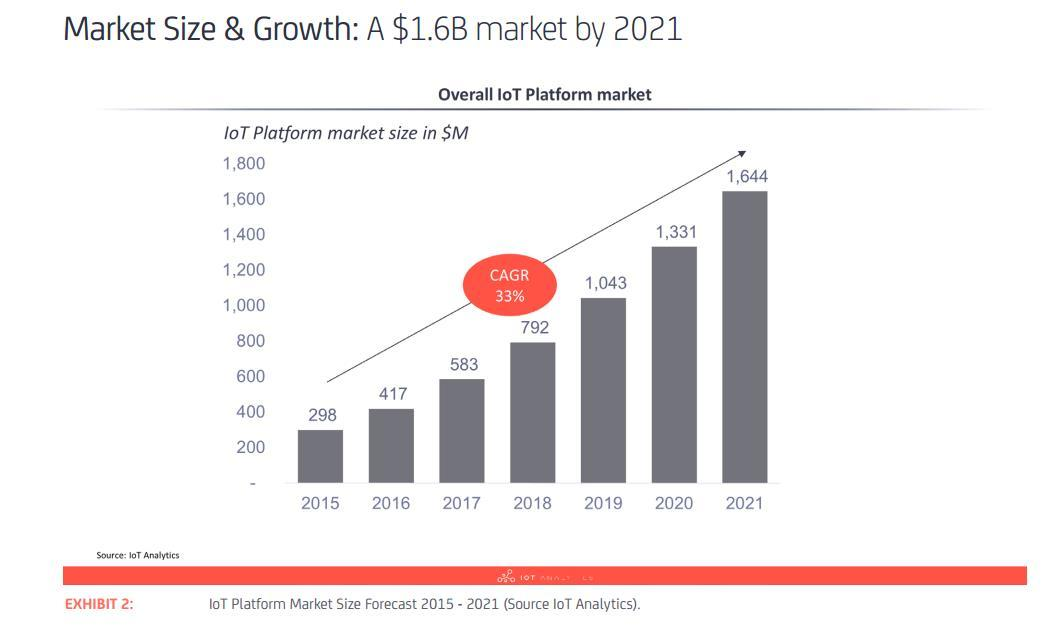 Market Size & Growth: A $1.6B market by 2021
Overall IoT Platform market
IoT Platform market size in $M
1,800
1,600
1,400
1,200
1,000
800
600
400
200
-
298
417
583
792
1,043
1,331
1,644
CAGR
33%
2015 2016 2017 2018 2019 2020 2021
Source: IoT Analytics
IOT
EXHIBIT 2: IoT Platform Market Size Forecast 2015 - 2021 (Source IoT Analytics).